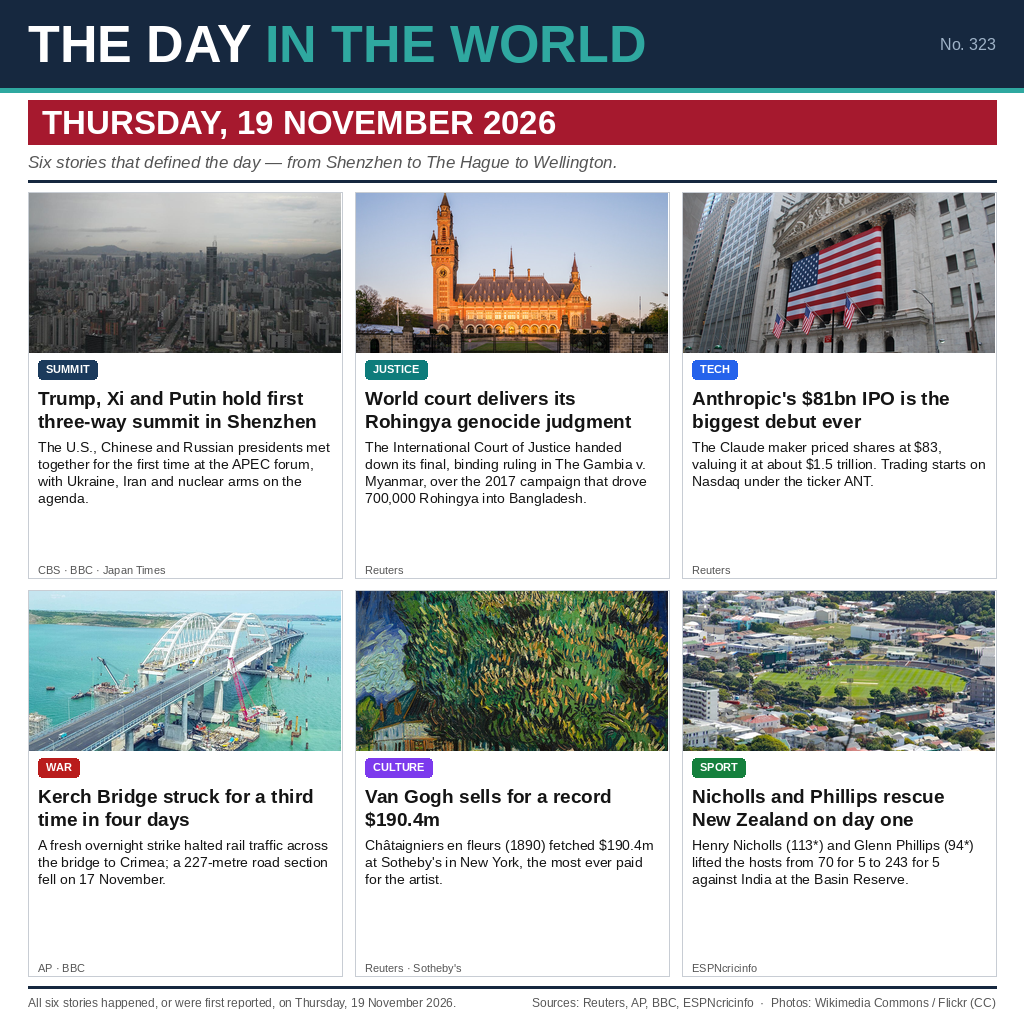 THE DAY IN THE WORLD
No. 323
THURSDAY, 19 NOVEMBER 2026
Six stories that defined the day — from Shenzhen to The Hague to Wellington.
SUMMIT
Trump, Xi and Putin hold first
three-way summit in Shenzhen
The U.S., Chinese and Russian presidents met
together for the first time at the APEC forum,
with Ukraine, Iran and nuclear arms on the
agenda.
CBS · BBC · Japan Times
JUSTICE
World court delivers its
Rohingya genocide judgment
The International Court of Justice handed
down its final, binding ruling in The Gambia v.
Myanmar, over the 2017 campaign that drove
700,000 Rohingya into Bangladesh.
Reuters
TECH
Anthropic's $81bn IPO is the
biggest debut ever
The Claude maker priced shares at $83,
valuing it at about $1.5 trillion. Trading starts on
Nasdaq under the ticker ANT.
Reuters
WAR
Kerch Bridge struck for a third
time in four days
A fresh overnight strike halted rail traffic across
the bridge to Crimea; a 227-metre road section
fell on 17 November.
AP · BBC
CULTURE
Van Gogh sells for a record
$190.4m
Châtaigniers en fleurs (1890) fetched $190.4m
at Sotheby's in New York, the most ever paid
for the artist.
Reuters · Sotheby's
SPORT
Nicholls and Phillips rescue
New Zealand on day one
Henry Nicholls (113*) and Glenn Phillips (94*)
lifted the hosts from 70 for 5 to 243 for 5
against India at the Basin Reserve.
ESPNcricinfo
All six stories happened, or were first reported, on Thursday, 19 November 2026.
Sources: Reuters, AP, BBC, ESPNcricinfo · Photos: Wikimedia Commons / Flickr (CC)